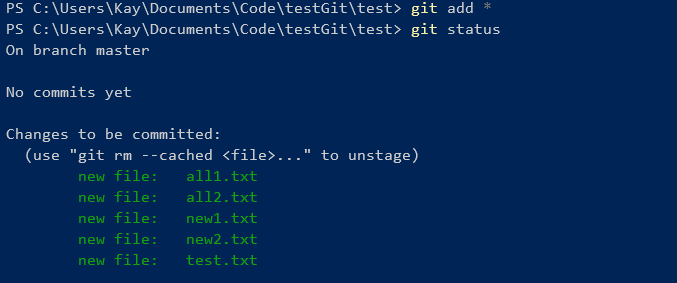 PS C:\Users\Kay\Documents\Code\testGit\test> git add *
PS C:\Users\Kay\Documents\Code\testGit\test> git status
On branch master
No commits yet
Changes to be committed:
(use "git rm --cached <file>..." to unstage)
new file: all1.txt
new file: all2.txt
new file: new1.txt
new file: new2.txt
new file: test.txt